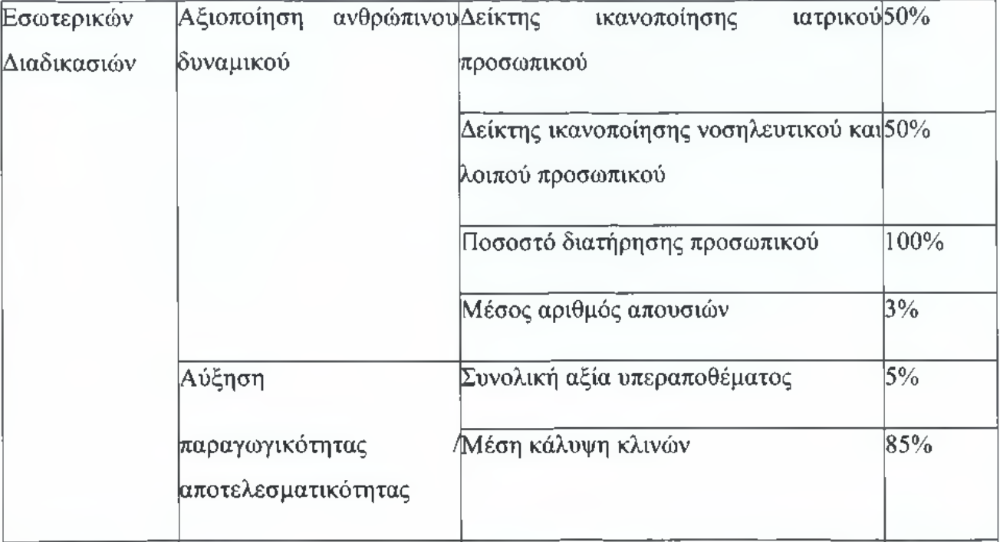 Εσωτερικών Αξιοποίηση ανθρώπινου Δείκτης ικανοποίησης ιατρικού 50%
Διαδικασιών δυναμικού προσωπικού
Δείκτης ικανοποίησης νοσηλευτικού και 50%
λοιπού προσωπικού
Ποσοστό διατήρησης προσωπικού 100%
Μέσος αριθμός απουσιών 3%
Αύξηση Συνολική αξία υπεραποθέματος 5%
παραγωγικότητας / Μέση κάλυψη κλινών 85%
αποτελεσματικότητας